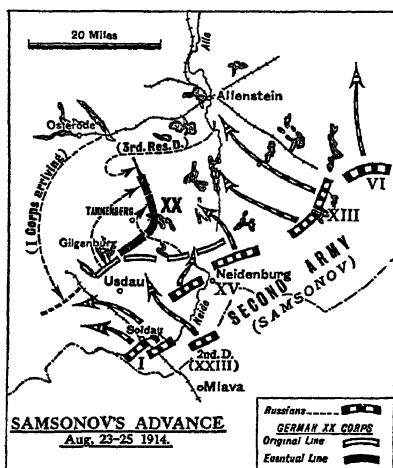 20 Miles
Alle
Allenstein
Osterode
(3rd. Res. D.
(I Corps arriving)
VI
TANNENBERG
XX
XIII
Gilgenburg
Usdau
Neidenburg
XV
SECOND ARMY
(SAMSONOV)
Neide
Soldau
I
2nd. D.
(XXIII)
Mlava
SAMSONOV'S ADVANCE
Aug, 23-25 1914.
Russians
GERMAN XX CORPS
Original Line
Eventual Line